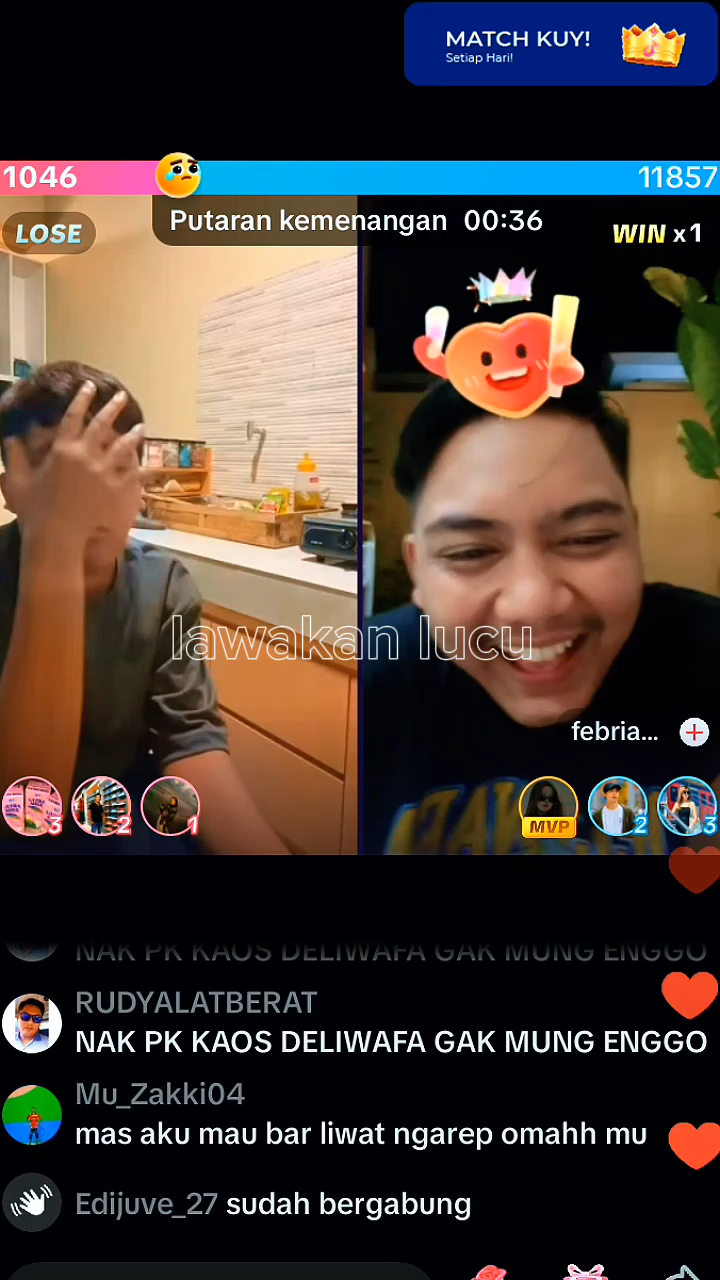 MATCH KUY!
Setiap Hari!
1046
11857
LOSE
Putaran kemenangan 00:36
WIN x1
lawakan lucu
febria...
3
2
1
MVP
2
3
NAK PK KAOS DELIWAFA GAK MUNG ENGGO
RUDYALATBERAT
NAK PK KAOS DELIWAFA GAK MUNG ENGGO
Mu_Zakki04
mas aku mau bar liwat ngarep omahh mu
Edijuve_27 sudah bergabung